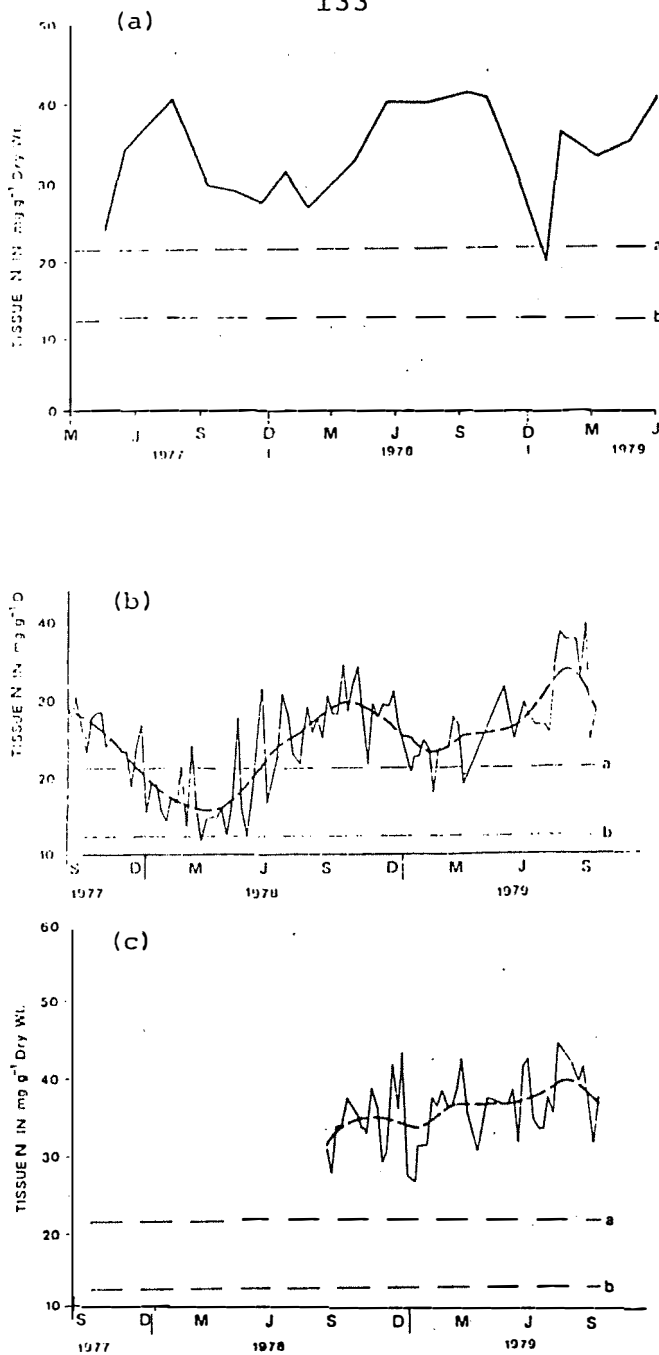 133
(a)
50
40
30
20
10
0
TISSUE N IN mg g⁻¹ Dry Wt.
a
b
M J S D M J S D M J
1977 1978 1979
(b)
40
20
20
10
TISSUE N IN mg g⁻¹ D
a
b
S D M J S D M J S
1977 1978 1979
(c)
60
50
40
30
20
10
TISSUE N IN mg g⁻¹ Dry Wt.
a
b
S D M J S D M J S
1977 1978 1979